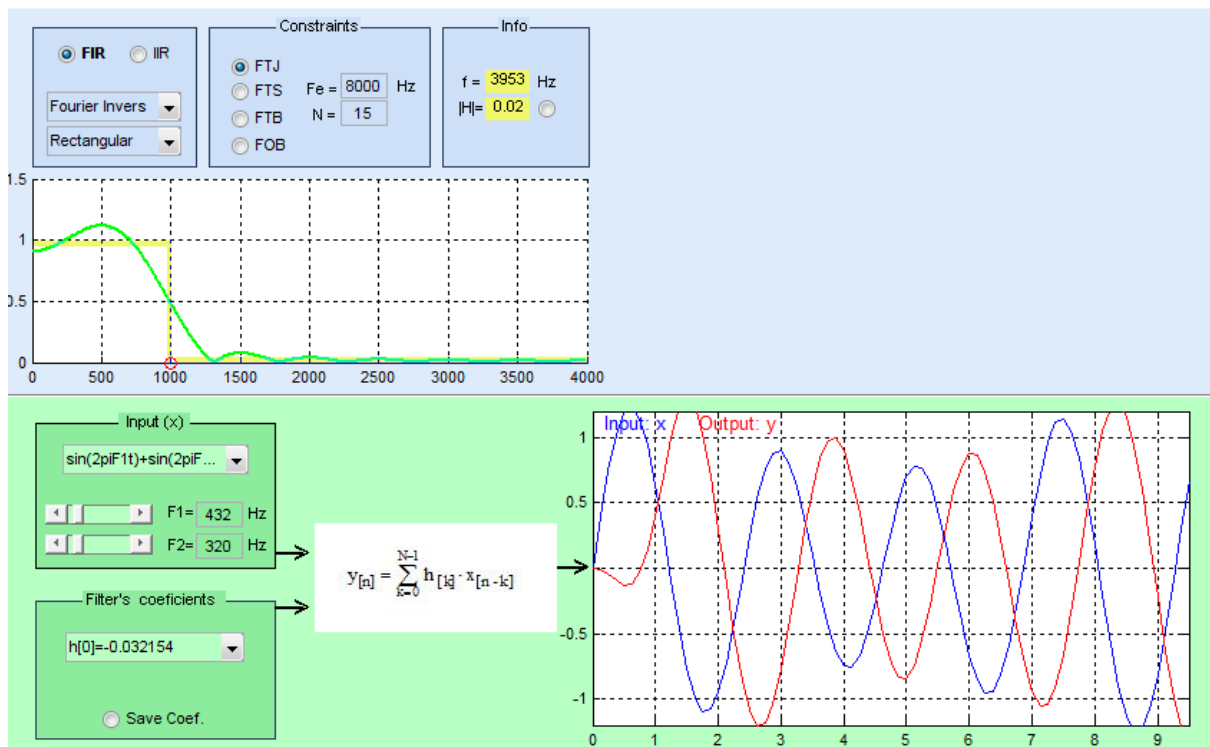 Constraints
Info
FIR
IIR
FTJ
FTS
FTB
FOB
Fe = 8000 Hz
N = 15
f = 3953 Hz
|H|= 0.02
Fourier Invers
Rectangular
1.5
1
0.5
0
0 500 1000 1500 2000 2500 3000 3500 4000
Input (x)
sin(2piF1t)+sin(2piF...
F1= 432 Hz
F2= 320 Hz
Filter's coeficients
h[0]=-0.032154
Save Coef.
y[n] = N-1 ∑ k=0 h[k] · x[n-k]
Input: x Output: y
1
0.5
0
-0.5
-1
0 1 2 3 4 5 6 7 8 9